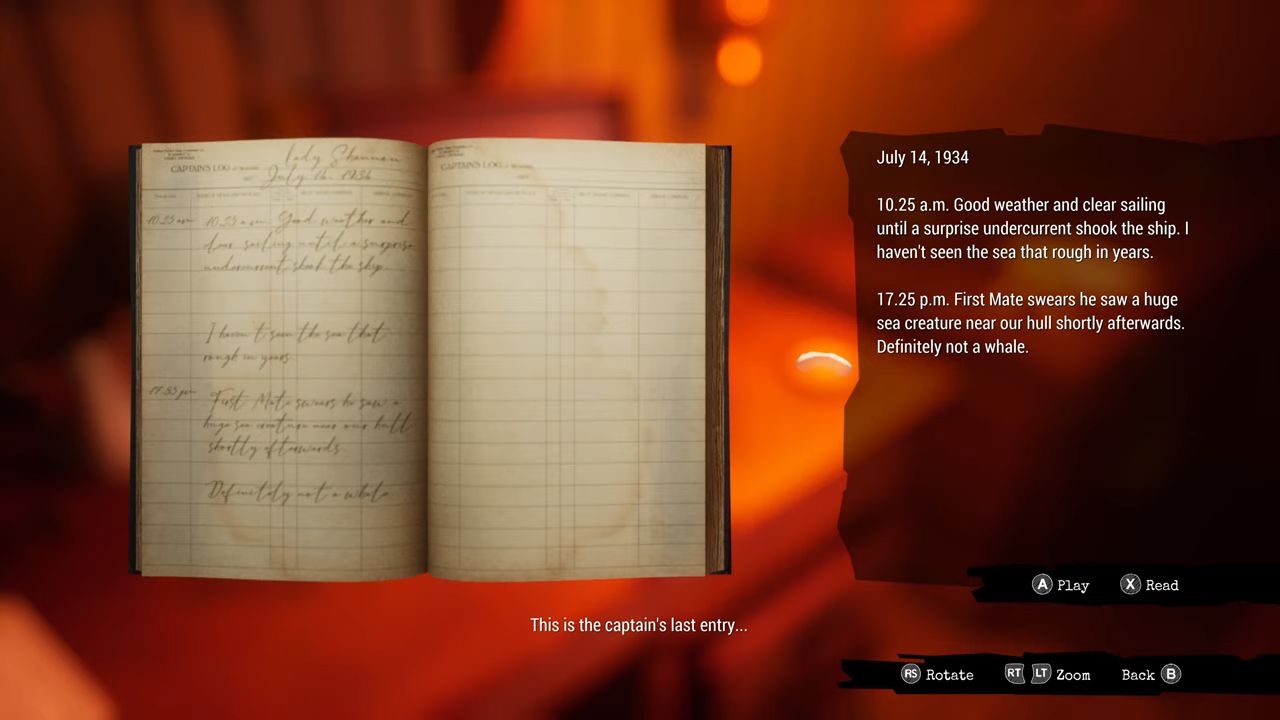 Lady Shannon
CAPTAIN'S LOG
July 16. 1936
CAPTAIN'S LOG
10.25 am
10.25 a.m. Good weather and
clear sailing until a surprise
undercurrent shook the ship.
I haven't seen the sea that
rough in years.
17.25 pm
First Mate swears he saw a
huge sea creature near our hull
shortly afterwards.
Definitely not a whale
July 14, 1934
10.25 a.m. Good weather and clear sailing
until a surprise undercurrent shook the ship. I
haven't seen the sea that rough in years.
17.25 p.m. First Mate swears he saw a huge
sea creature near our hull shortly afterwards.
Definitely not a whale.
A Play X Read
This is the captain's last entry...
RS Rotate RT LT Zoom Back B